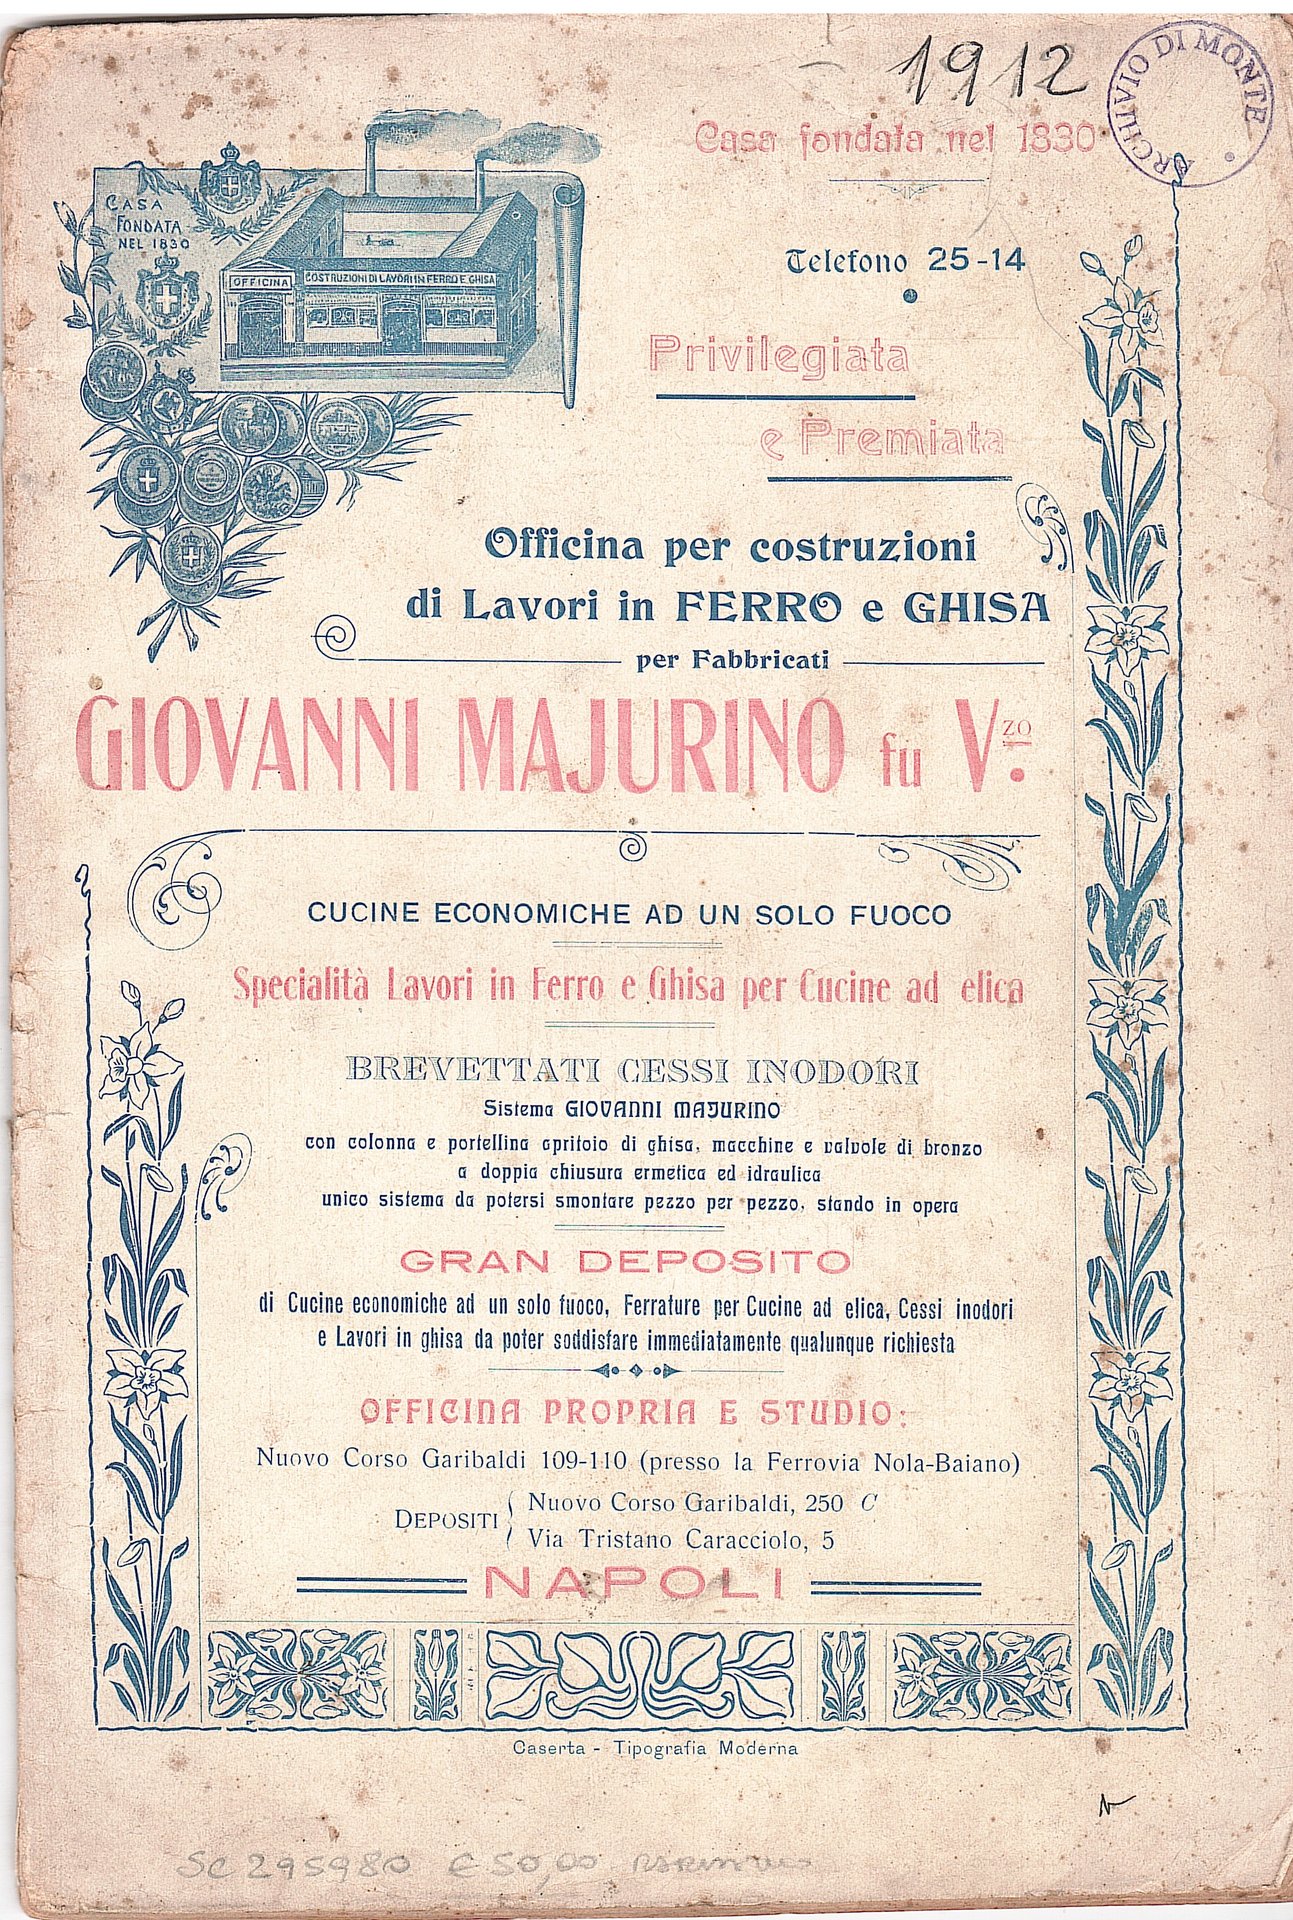 1912
ARCHIVIO DI MONTE
Casa fondata nel 1830
CASA
FONDATA
NEL 1830
OFFICINA
COSTRUZIONI DI LAVORI IN FERRO E GHISA
Telefono 25-14
Privilegiata
e Premiata
Officina per costruzioni
di Lavori in FERRO e GHISA
per Fabbricati
GIOVANNI MAJURINO fu V.zo
CUCINE ECONOMICHE AD UN SOLO FUOCO
Specialità Lavori in Ferro e Ghisa per Cucine ad elica
BREVETTATI CESSI INODORI
Sistema GIOVANNI MAJURINO
con colonna e portellina apritoio di ghisa, macchine e valvole di bronzo
a doppia chiusura ermetica ed idraulica
unico sistema da potersi smontare pezzo per pezzo, stando in opera
GRAN DEPOSITO
di Cucine economiche ad un solo fuoco, Ferrature per Cucine ad elica, Cessi inodori
e Lavori in ghisa da poter soddisfare immediatamente qualunque richiesta
OFFICINA PROPRIA E STUDIO:
Nuovo Corso Garibaldi 109-110 (presso la Ferrovia Nola-Baiano)
DEPOSITI
Nuovo Corso Garibaldi, 250 C
Via Tristano Caracciolo, 5
NAPOLI
Caserta - Tipografia Moderna
SC 295980 € 50,00